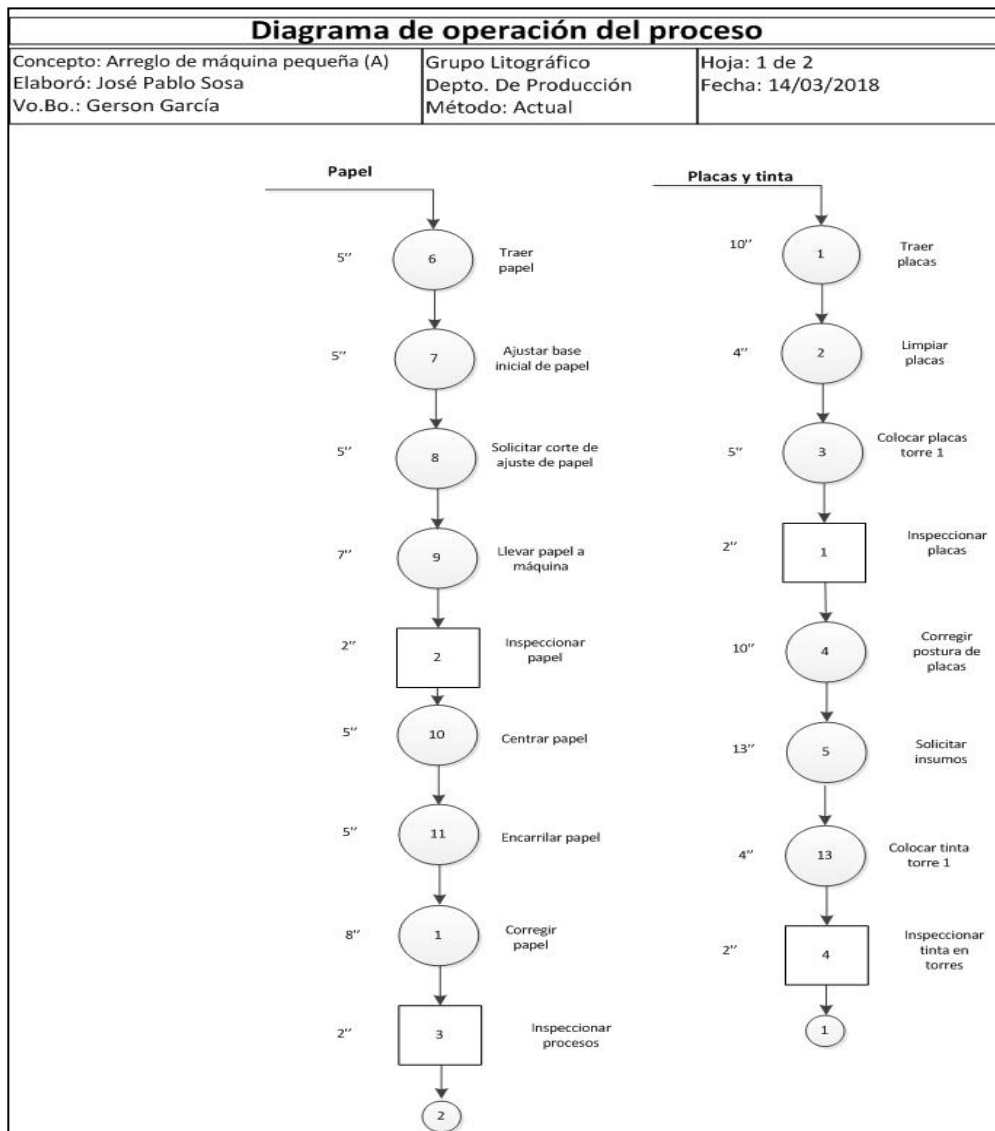 Diagrama de operación del proceso
Concepto: Arreglo de máquina pequeña (A)
Elaboró: José Pablo Sosa
Vo.Bo.: Gerson García
Grupo Litográfico
Depto. De Producción
Método: Actual
Hoja: 1 de 2
Fecha: 14/03/2018
Papel
5’’
6
Traer
papel
5’’
7
Ajustar base
inicial de papel
5’’
8
Solicitar corte de
ajuste de papel
7’’
9
Llevar papel a
máquina
2’’
2
Inspeccionar
papel
5’’
10
Centrar papel
5’’
11
Encarrilar papel
8’’
1
Corregir
papel
2’’
3
Inspeccionar
procesos
2
Placas y tinta
10’’
1
Traer
placas
4’’
2
Limpiar
placas
5’’
3
Colocar placas
torre 1
2’’
1
Inspeccionar
placas
10’’
4
Corregir
postura de
placas
13’’
5
Solicitar
insumos
4’’
13
Colocar tinta
torre 1
2’’
4
Inspeccionar
tinta en
torres
1